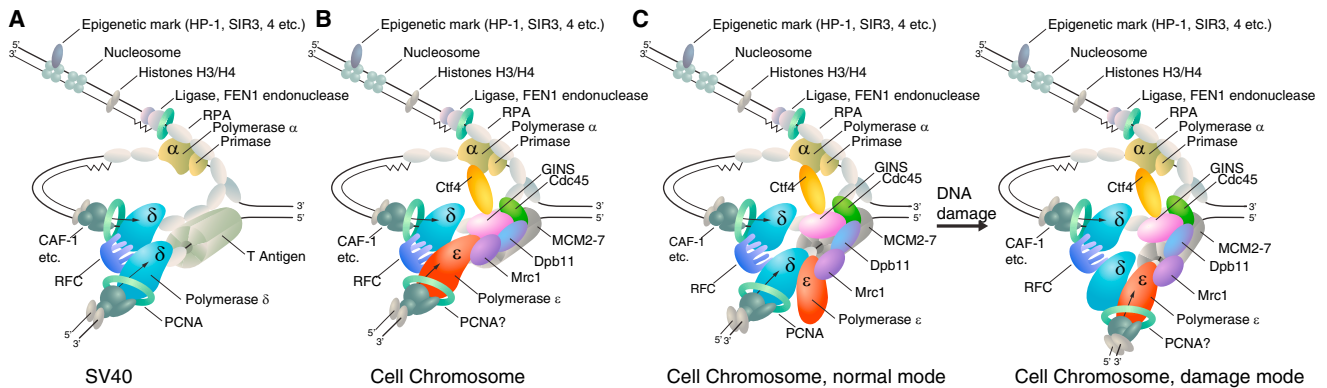 A
Epigenetic mark (HP-1, SIR3, 4 etc.)
5'
3'
Nucleosome
Histones H3/H4
Ligase, FEN1 endonuclease
RPA
Polymerase α
Primase
α
3'
5'
δ
CAF-1
etc.
T Antigen
RFC
δ
Polymerase δ
PCNA
5'
3'
SV40
B
Epigenetic mark (HP-1, SIR3, 4 etc.)
5'
3'
Nucleosome
Histones H3/H4
Ligase, FEN1 endonuclease
RPA
Polymerase α
Primase
α
GINS
Cdc45
Ctf4
3'
5'
δ
CAF-1
etc.
MCM2-7
ε
Dpb11
RFC
Mrc1
Polymerase ε
PCNA?
5'
3'
Cell Chromosome
C
Epigenetic mark (HP-1, SIR3, 4 etc.)
5'
3'
Nucleosome
Histones H3/H4
Ligase, FEN1 endonuclease
RPA
Polymerase α
Primase
α
GINS
Cdc45
Ctf4
3'
5'
δ
CAF-1
etc.
MCM2-7
Dpb11
RFC
δ
ε
Mrc1
Polymerase ε
PCNA
5'
3'
Cell Chromosome, normal mode
DNA
damage
Epigenetic mark (HP-1, SIR3, 4 etc.)
5'
3'
Nucleosome
Histones H3/H4
Ligase, FEN1 endonuclease
RPA
Polymerase α
Primase
α
GINS
Cdc45
Ctf4
3'
5'
δ
CAF-1
etc.
MCM2-7
Dpb11
RFC
δ
ε
Mrc1
Polymerase ε
PCNA?
5' 3'
Cell Chromosome, damage mode